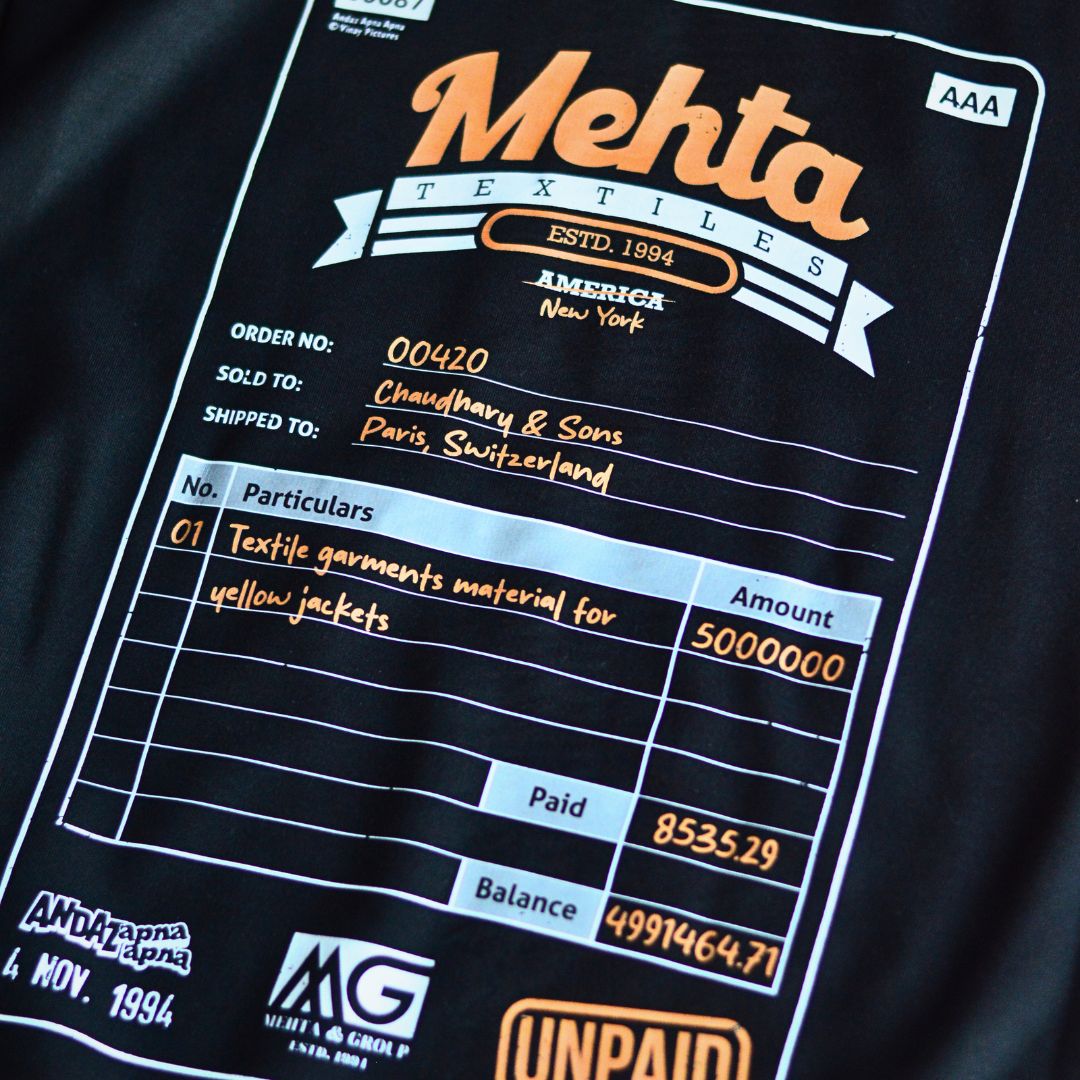 Andaz Apna Apna
© Vinay Pictures
AAA
Mehta
TEXTILES
ESTD. 1994
AMERICA
New York
ORDER NO: 00420
SOLD TO: Chaudhary & Sons
SHIPPED TO: Paris, Switzerland
No. Particulars Amount
01 Textile garments material for 5000000
yellow jackets
Paid 8535.29
Balance 4991464.71
ANDAZ apna
apna
4 NOV. 1994
MG
MEHTA & GROUP
ESTD. 1994
UNPAID